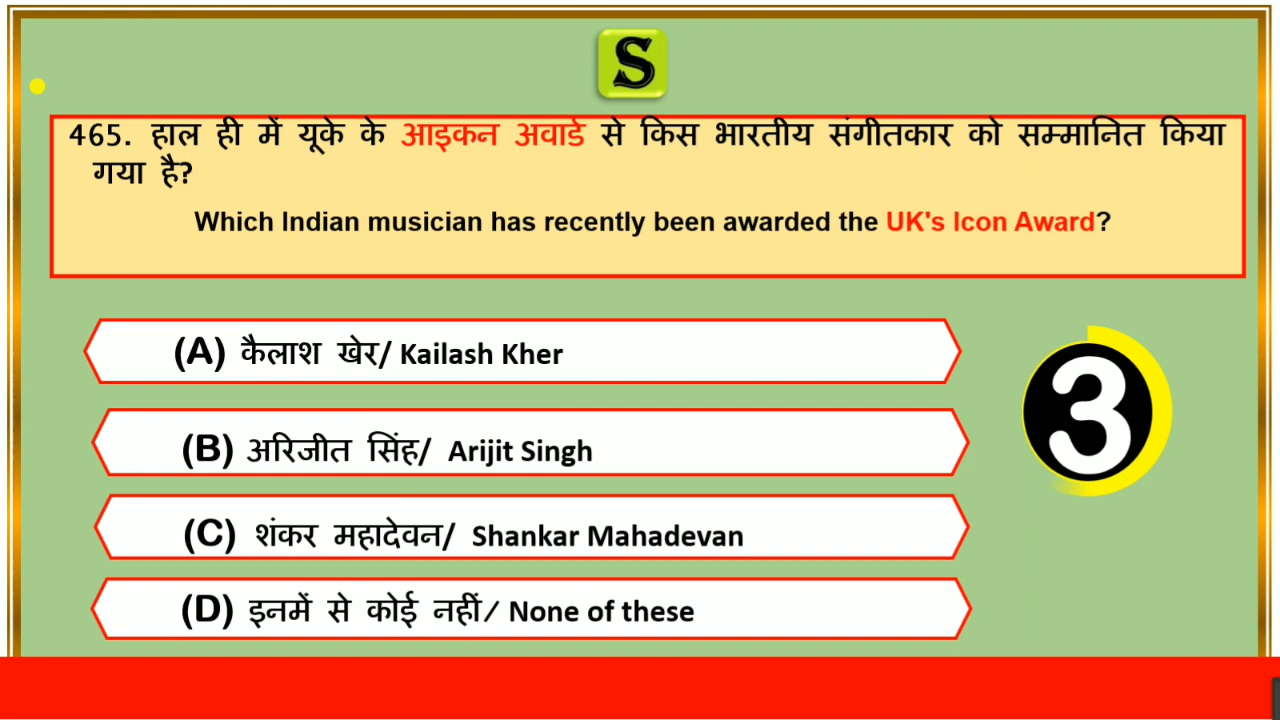 S
465. हाल ही में यूके के आइकन अवार्ड से किस भारतीय संगीतकार को सम्मानित किया
गया है?
Which Indian musician has recently been awarded the UK's Icon Award?
(A) कैलाश खेर/ Kailash Kher
3
(B) अरिजीत सिंह/ Arijit Singh
(C) शंकर महादेवन/ Shankar Mahadevan
(D) इनमें से कोई नहीं/ None of these